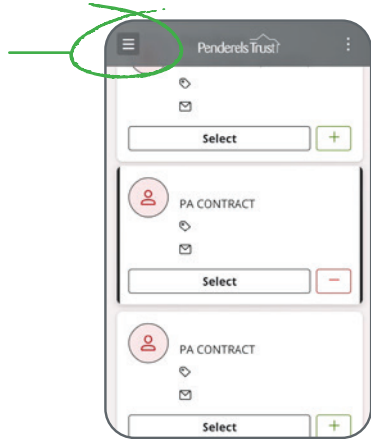 Penderels Trust
Select
+
PA CONTRACT
Select
−
PA CONTRACT
Select
+